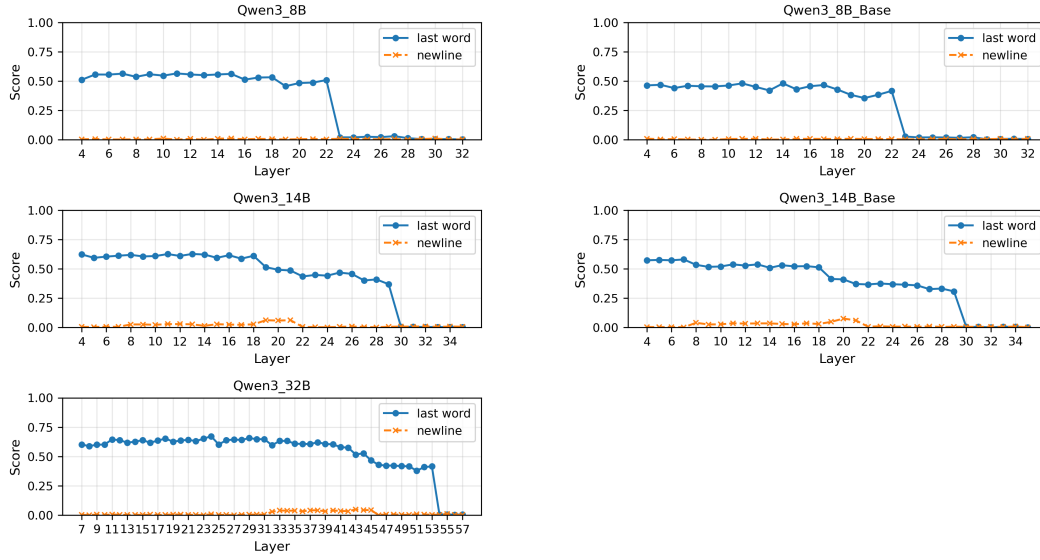 Qwen3_8B
1.00
0.75
0.50
0.25
0.00
Score
last word
newline
4 6 8 10 12 14 16 18 20 22 24 26 28 30 32
Layer
Qwen3_8B_Base
1.00
0.75
0.50
0.25
0.00
Score
last word
newline
4 6 8 10 12 14 16 18 20 22 24 26 28 30 32
Layer
Qwen3_14B
1.00
0.75
0.50
0.25
0.00
Score
last word
newline
4 6 8 10 12 14 16 18 20 22 24 26 28 30 32 34
Layer
Qwen3_14B_Base
1.00
0.75
0.50
0.25
0.00
Score
last word
newline
4 6 8 10 12 14 16 18 20 22 24 26 28 30 32 34
Layer
Qwen3_32B
1.00
0.75
0.50
0.25
0.00
Score
last word
newline
7 9 11 13 15 17 19 21 23 25 27 29 31 33 35 37 39 41 43 45 47 49 51 53 55 57
Layer